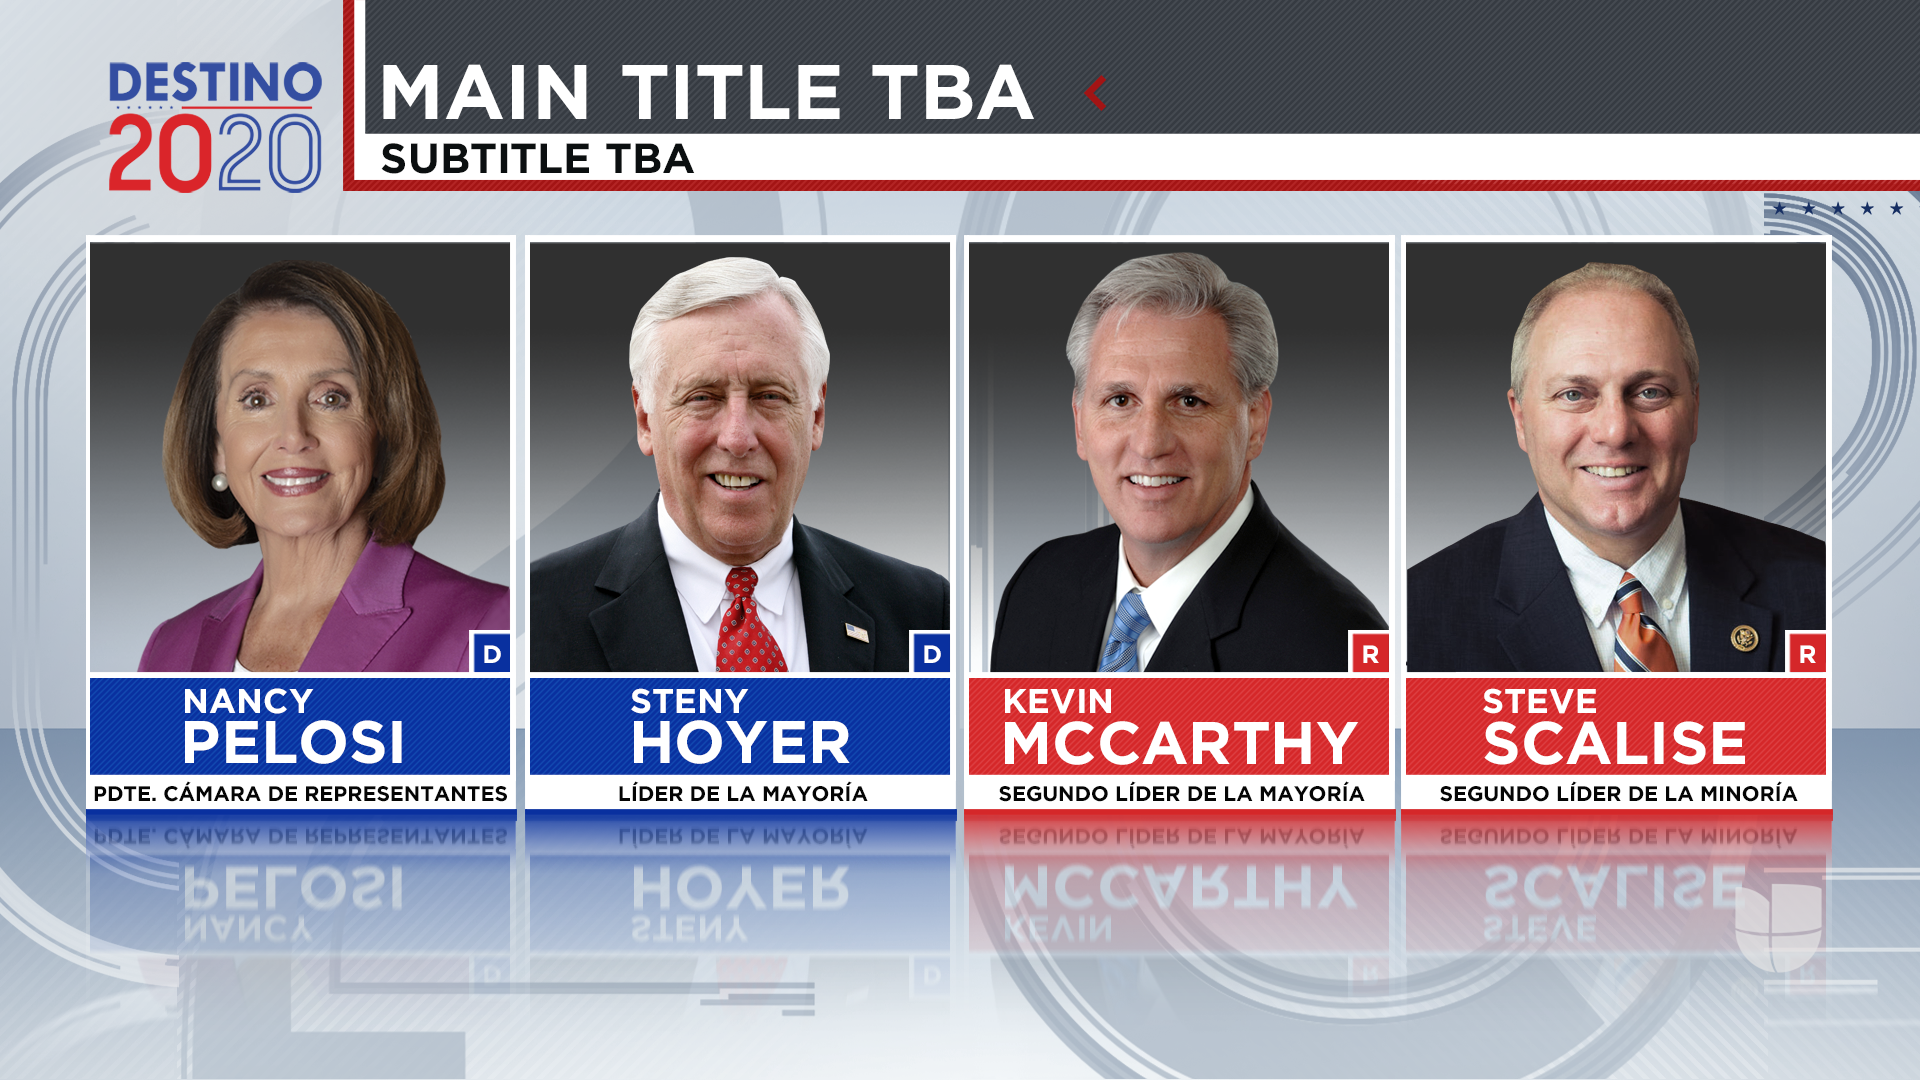 DESTINO
2020
MAIN TITLE TBA
SUBTITLE TBA
D
NANCY
PELOSI
PDTE. CÁMARA DE REPRESENTANTES
D
STENY
HOYER
LÍDER DE LA MAYORÍA
R
KEVIN
MCCARTHY
SEGUNDO LÍDER DE LA MAYORÍA
R
STEVE
SCALISE
SEGUNDO LÍDER DE LA MINORÍA